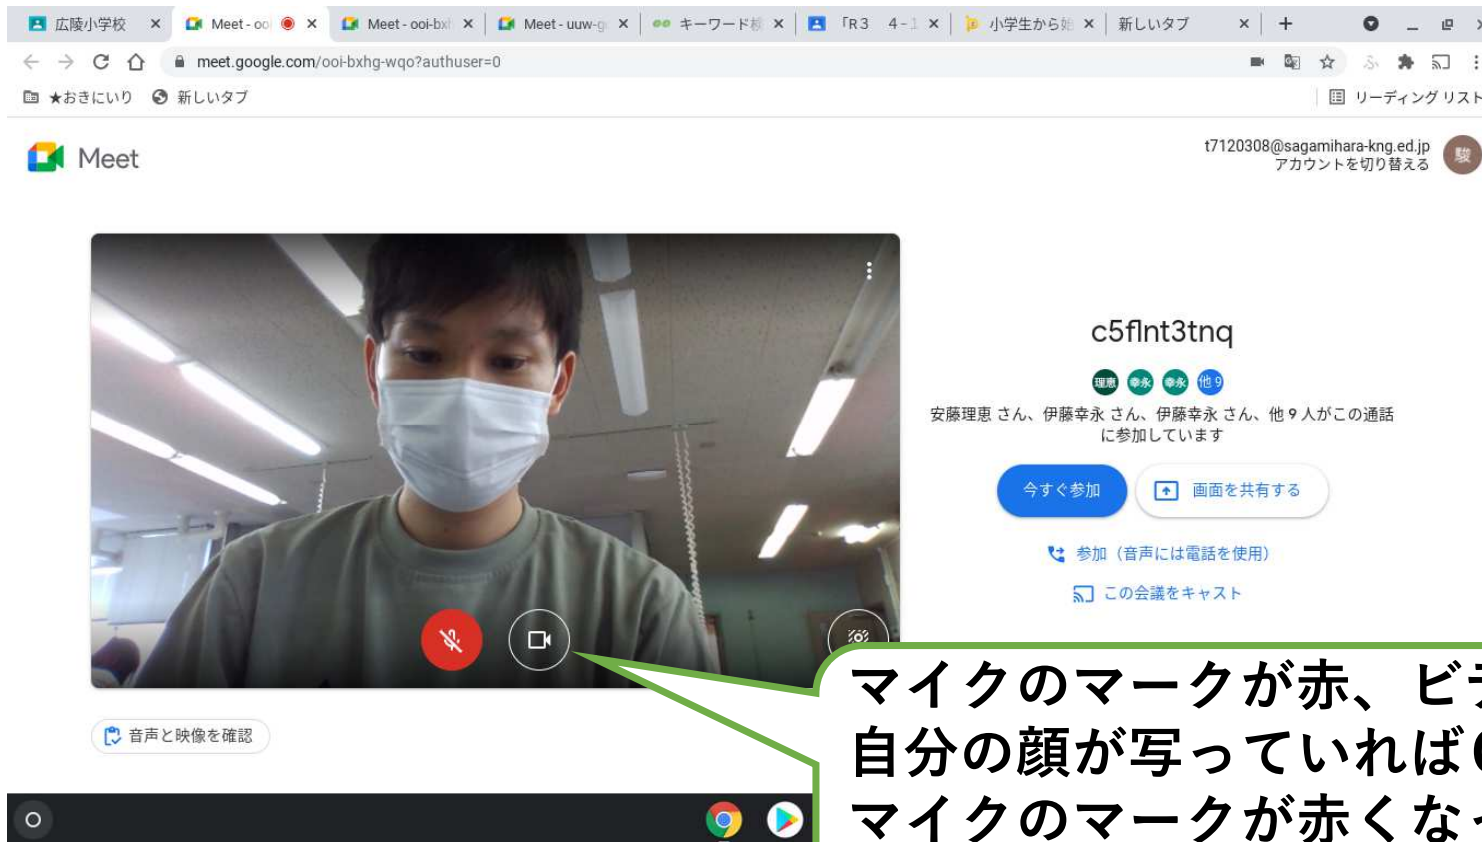 広陵小学校
Meet - oo
Meet - ooi-bxh
Meet - uuw-g
キーワード検
「R3 4-1
小学生から始
新しいタブ
meet.google.com/ooi-bxhg-wqo?authuser=0
★おきにいり
新しいタブ
リーディングリスト
Meet
t7120308@sagamihara-kng.ed.jp
アカウントを切り替える
駿
c5flnt3tnq
理恵 幸永 幸永 他9
安藤理恵 さん、伊藤幸永 さん、伊藤幸永 さん、他 9 人がこの通話
に参加しています
今すぐ参加
画面を共有する
参加（音声には電話を使用）
この会議をキャスト
音声と映像を確認
マイクのマークが赤、ビデ
自分の顔が写っていれば
マイクのマークが赤くなっ